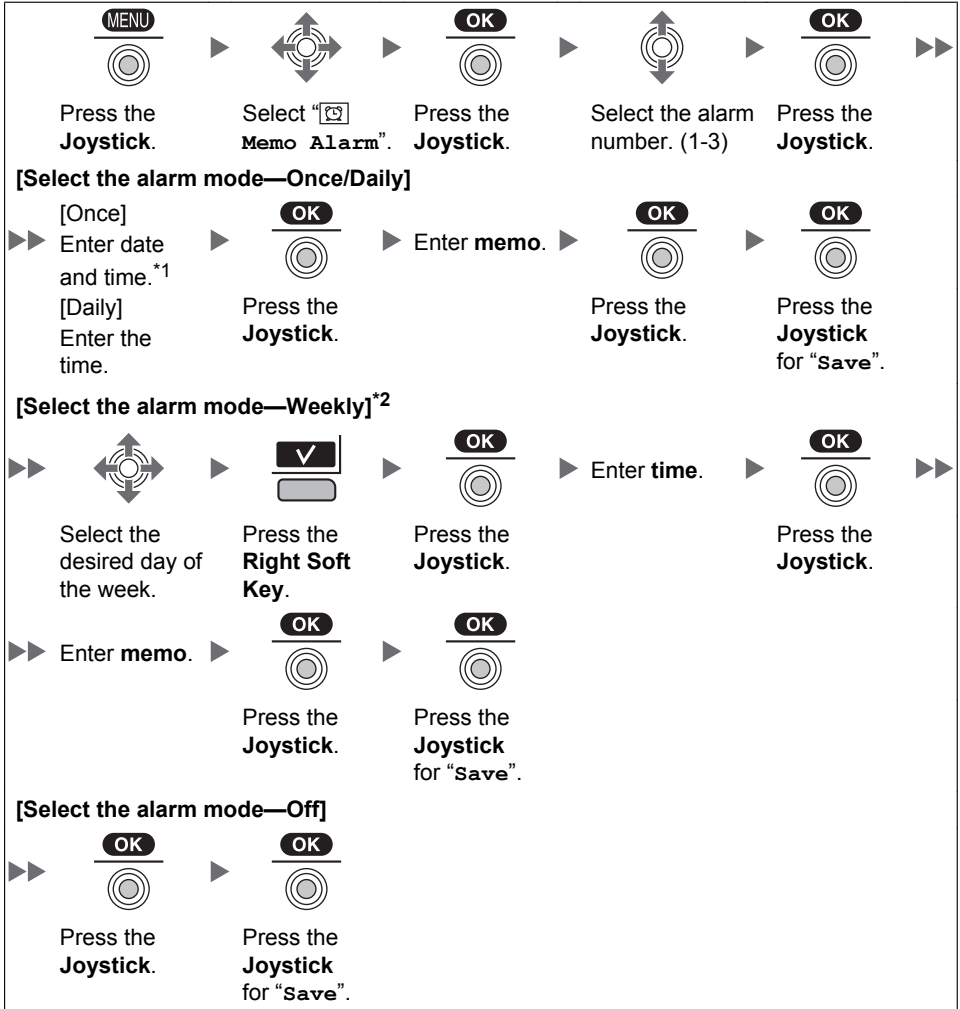 MENU
OK
OK
Press the
Joystick.
Select “
Memo Alarm”.
Press the
Joystick.
Select the alarm
number. (1-3)
Press the
Joystick.
[Select the alarm mode—Once/Daily]
[Once]
Enter date
and time.*1
[Daily]
Enter the
time.
OK
Press the
Joystick.
Enter memo.
OK
Press the
Joystick.
OK
Press the
Joystick
for “Save”.
[Select the alarm mode—Weekly]*2
Select the
desired day of
the week.
Press the
Right Soft
Key.
OK
Press the
Joystick.
Enter time.
OK
Press the
Joystick.
Enter memo.
OK
Press the
Joystick.
OK
Press the
Joystick
for “Save”.
[Select the alarm mode—Off]
OK
Press the
Joystick.
OK
Press the
Joystick
for “Save”.